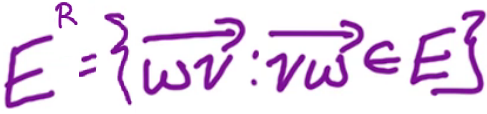 E^R = {\overrightarrow{wv} : \overrightarrow{vw} ∈ E}